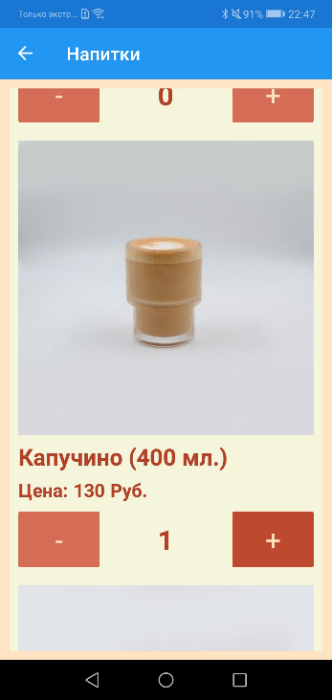 Только экстр... 91% 22:47
Напитки
- 0 +
Капучино (400 мл.)
Цена: 130 Руб.
- 1 +